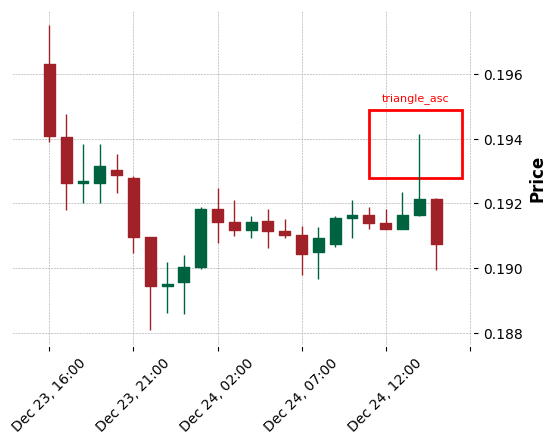 triangle_asc
0.196
0.194
0.192
0.190
0.188
Price
Dec 23, 16:00
Dec 23, 21:00
Dec 24, 02:00
Dec 24, 07:00
Dec 24, 12:00